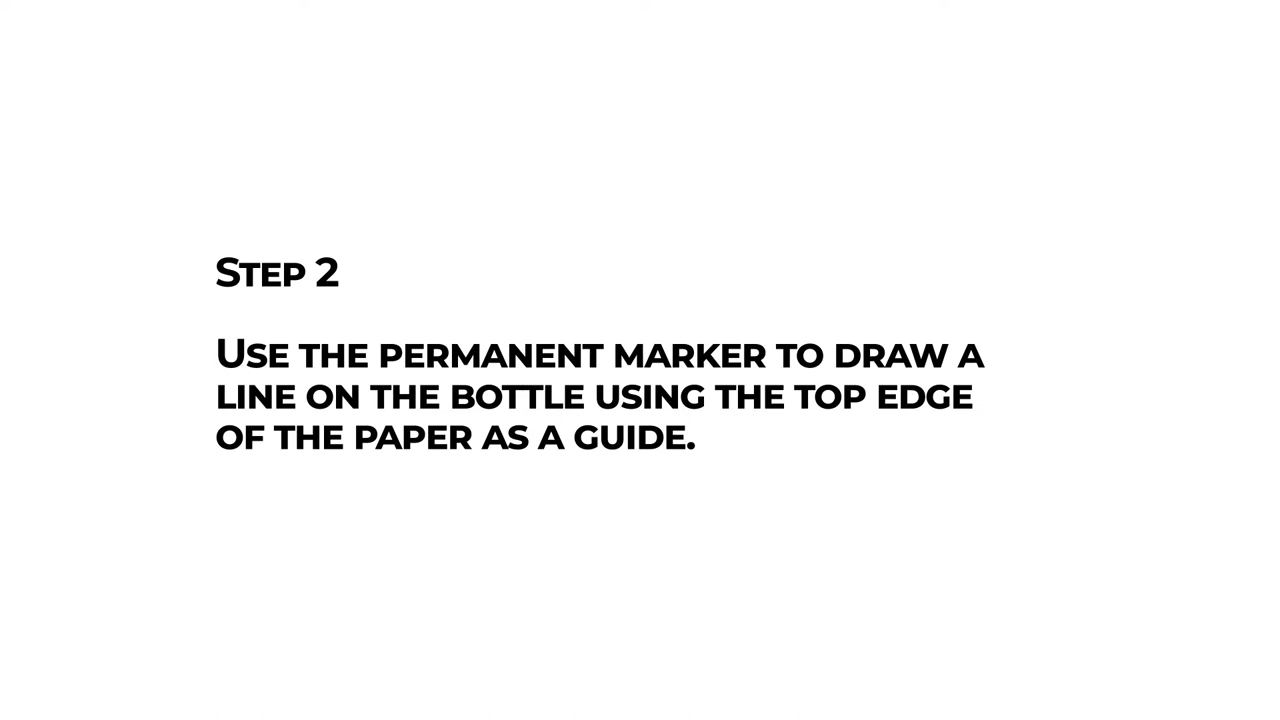 Step 2
Use the permanent marker to draw a
line on the bottle using the top edge
of the paper as a guide.